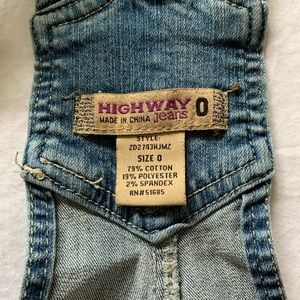 HIGHWAY
jeans
MADE IN CHINA
0
STYLE:
ZD2743HJMZ
SIZE 0
79% COTTON
19% POLYESTER
2% SPANDEX
RN#51685